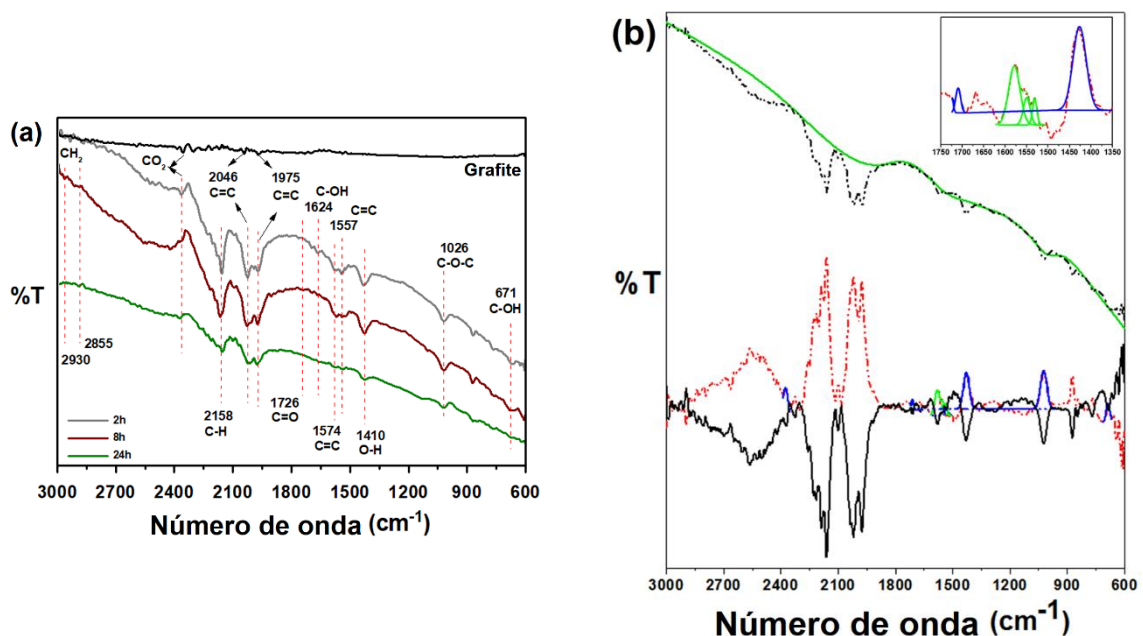 (a)
CH2
CO2
Grafite
2046
C=C
1975
C=C
C-OH
1624
C=C
1557
1026
C-O-C
671
C-OH
%T
2930
2855
2158
C-H
1726
C=O
1574
C=C
1410
O-H
2h
8h
24h
3000 2700 2400 2100 1800 1500 1200 900 600
Número de onda (cm-1)
(b)
1750 1700 1650 1600 1550 1500 1450 1400 1350
%T
3000 2700 2400 2100 1800 1500 1200 900 600
Número de onda (cm-1)